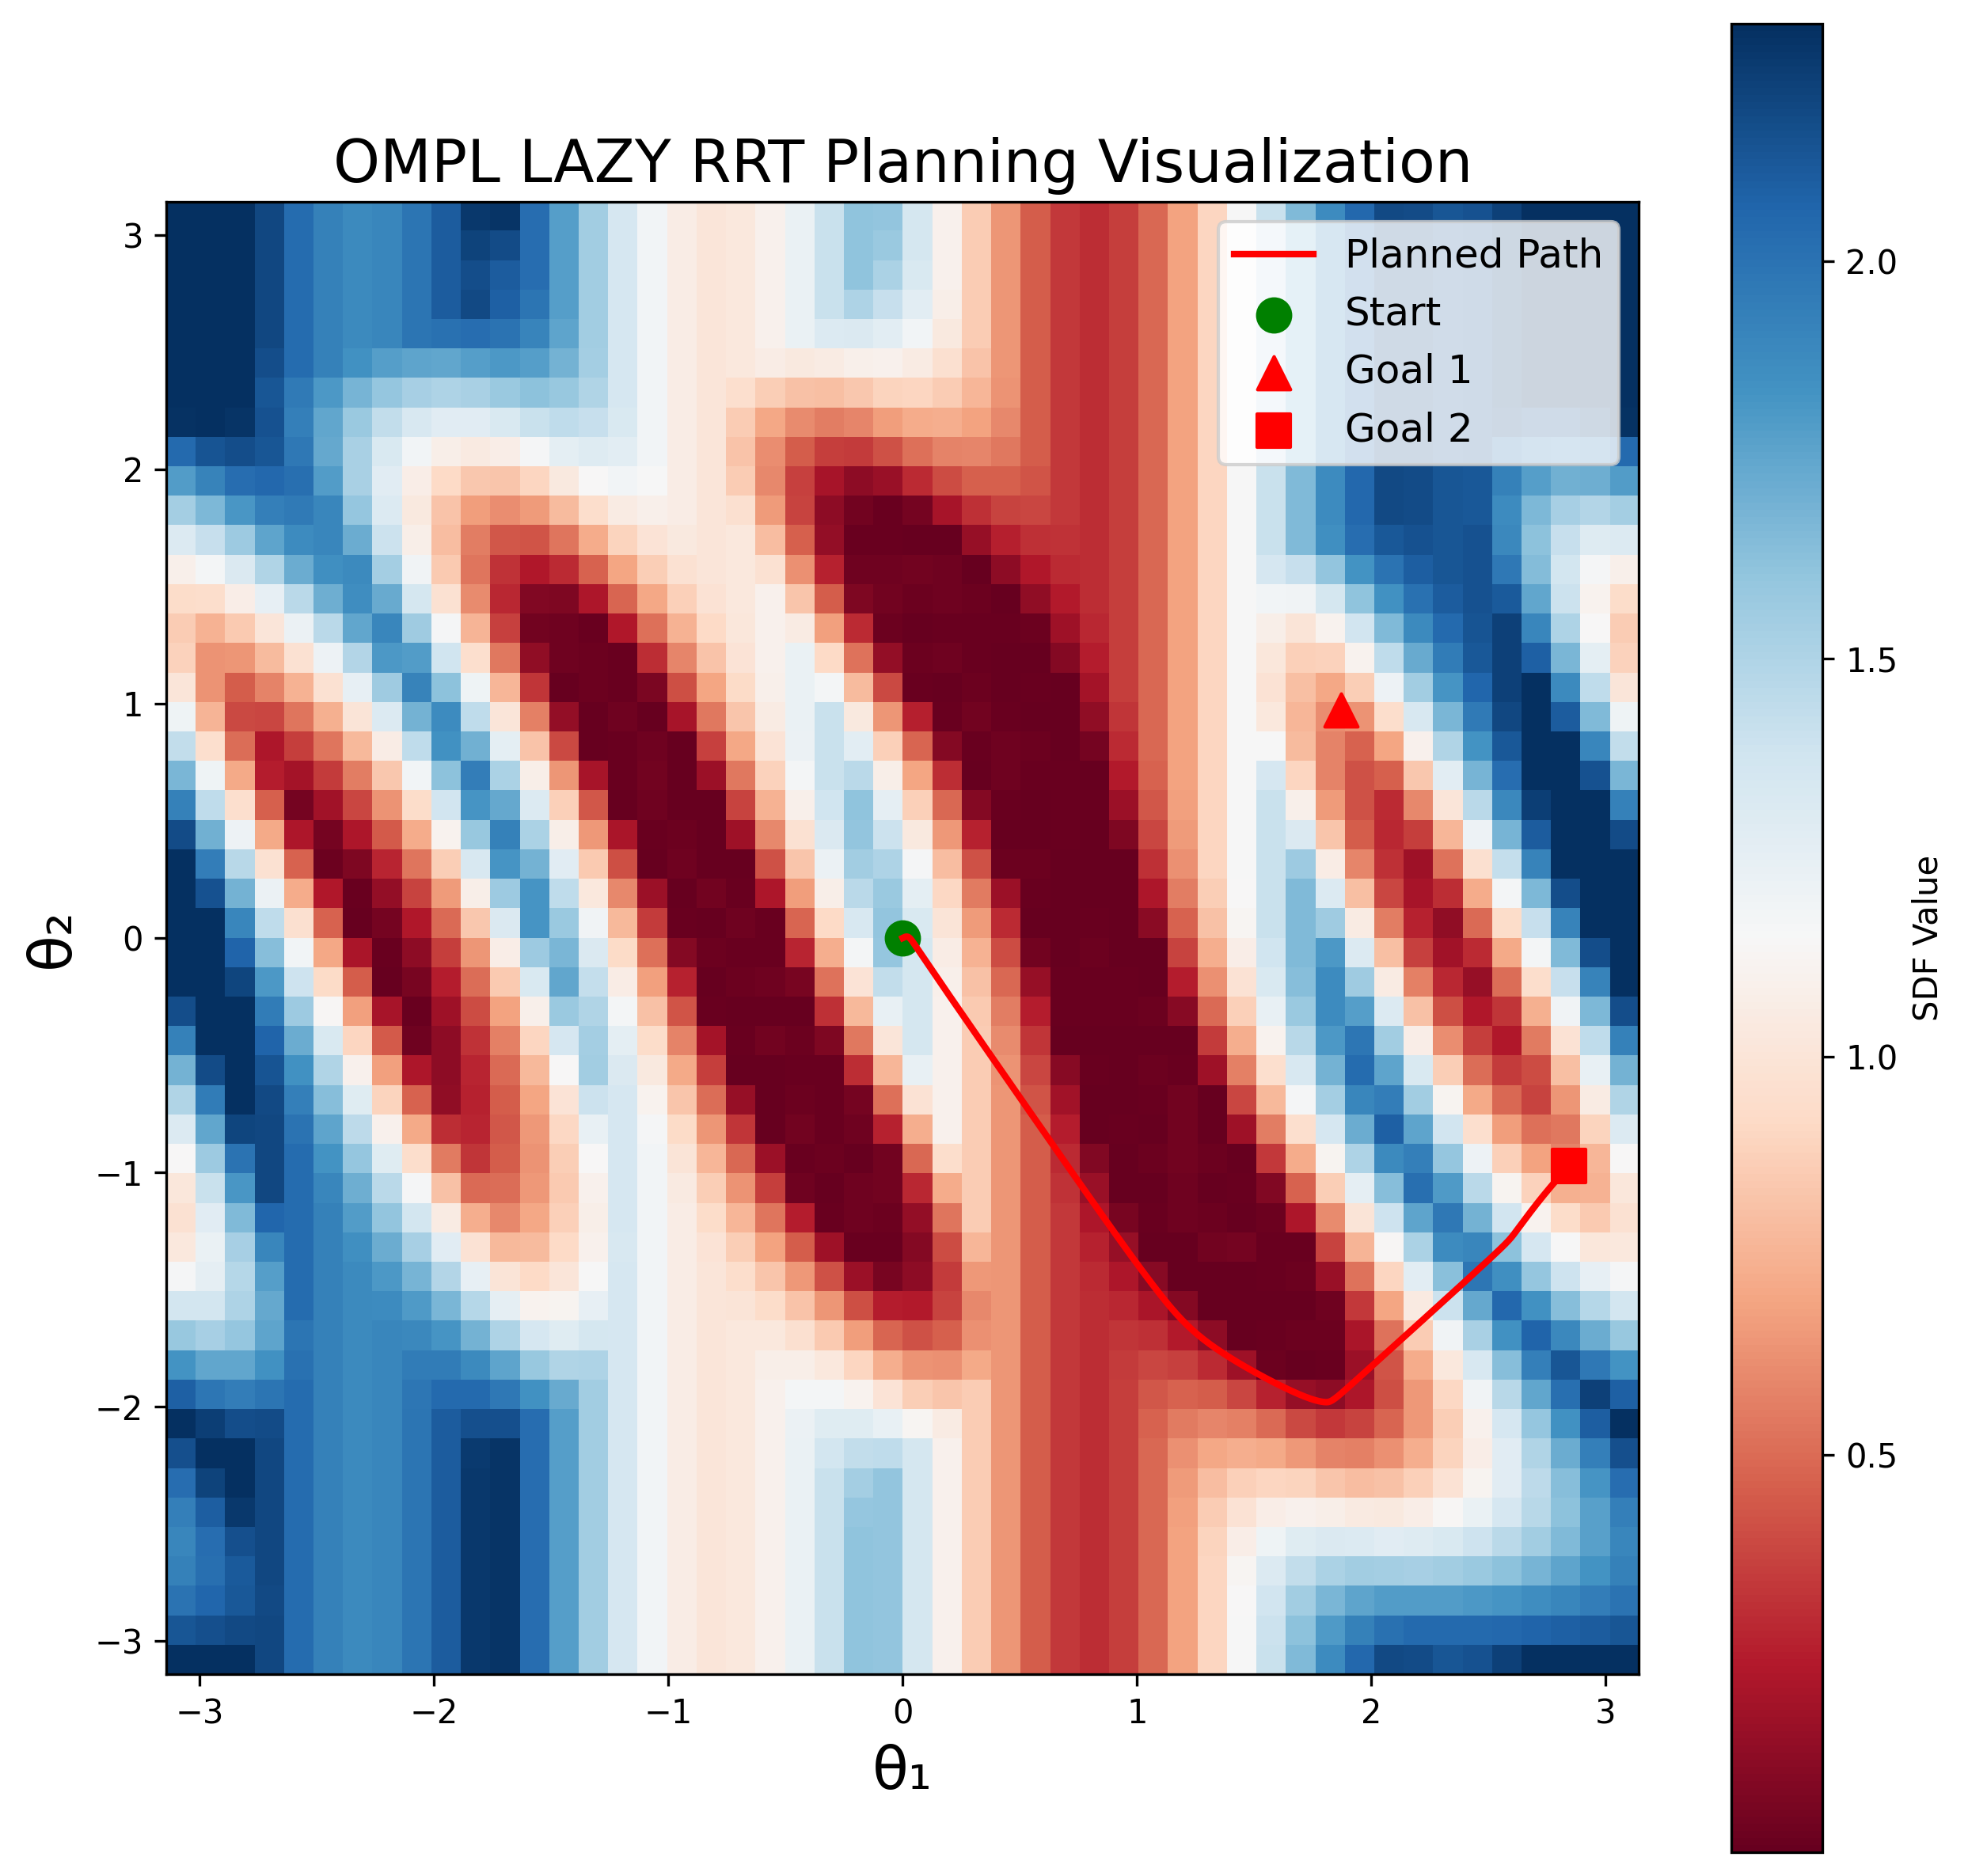 OMPL LAZY RRT Planning Visualization
Planned Path
Start
Goal 1
Goal 2
3
2
1
0
−1
−2
−3
θ₂
−3
−2
−1
0
1
2
3
θ₁
2.0
1.5
1.0
0.5
SDF Value